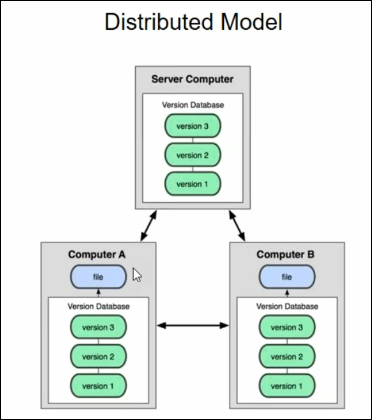 Distributed Model
Server Computer
Version Database
version 3
version 2
version 1
Computer A
file
Version Database
version 3
version 2
version 1
Computer B
file
Version Database
version 3
version 2
version 1